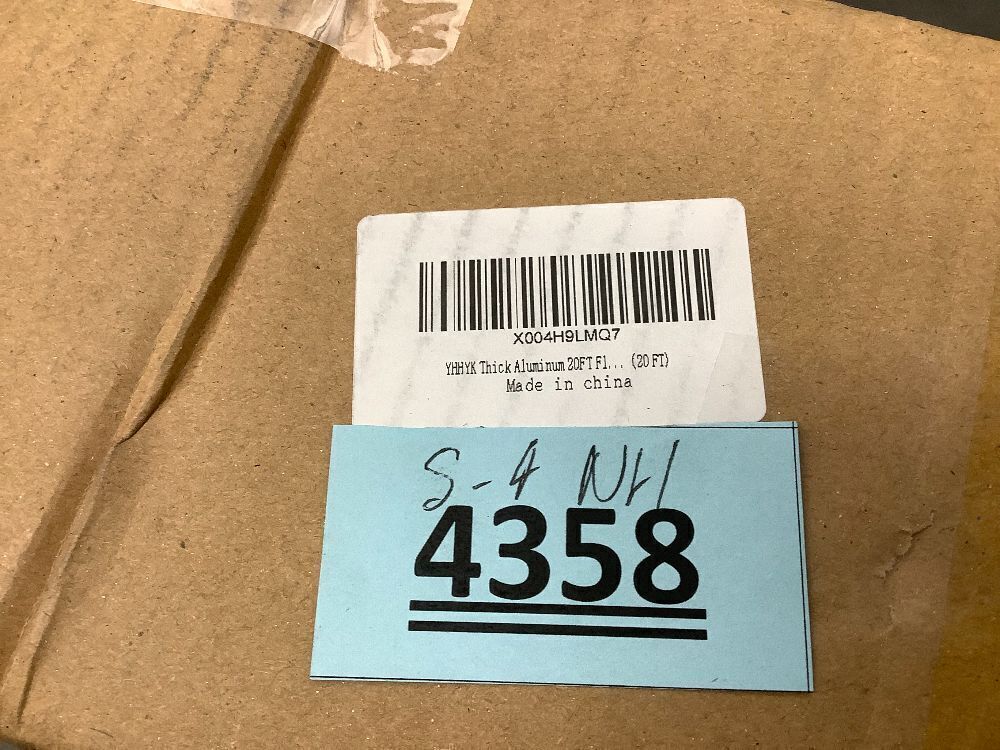 X004H9LMQ7
YHHYK Thick Aluminum 20FT Fl... (20 FT)
Made in china
S-4 NH
4358